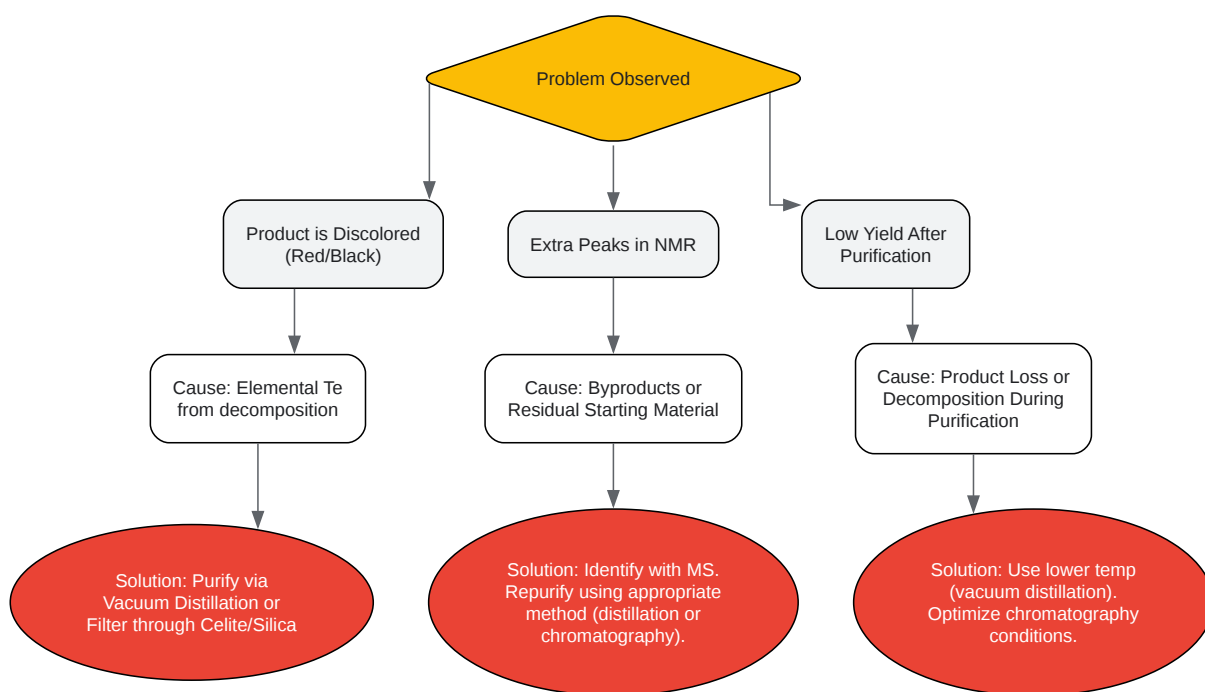 Problem Observed
Product is Discolored
(Red/Black)
Extra Peaks in NMR
Low Yield After
Purification
Cause: Elemental Te
from decomposition
Cause: Byproducts or
Residual Starting Material
Cause: Product Loss or
Decomposition During
Purification
Solution: Purify via
Vacuum Distillation or
Filter through Celite/Silica
Solution: Identify with MS.
Repurify using appropriate
method (distillation or
chromatography).
Solution: Use lower temp
(vacuum distillation).
Optimize chromatography
conditions.